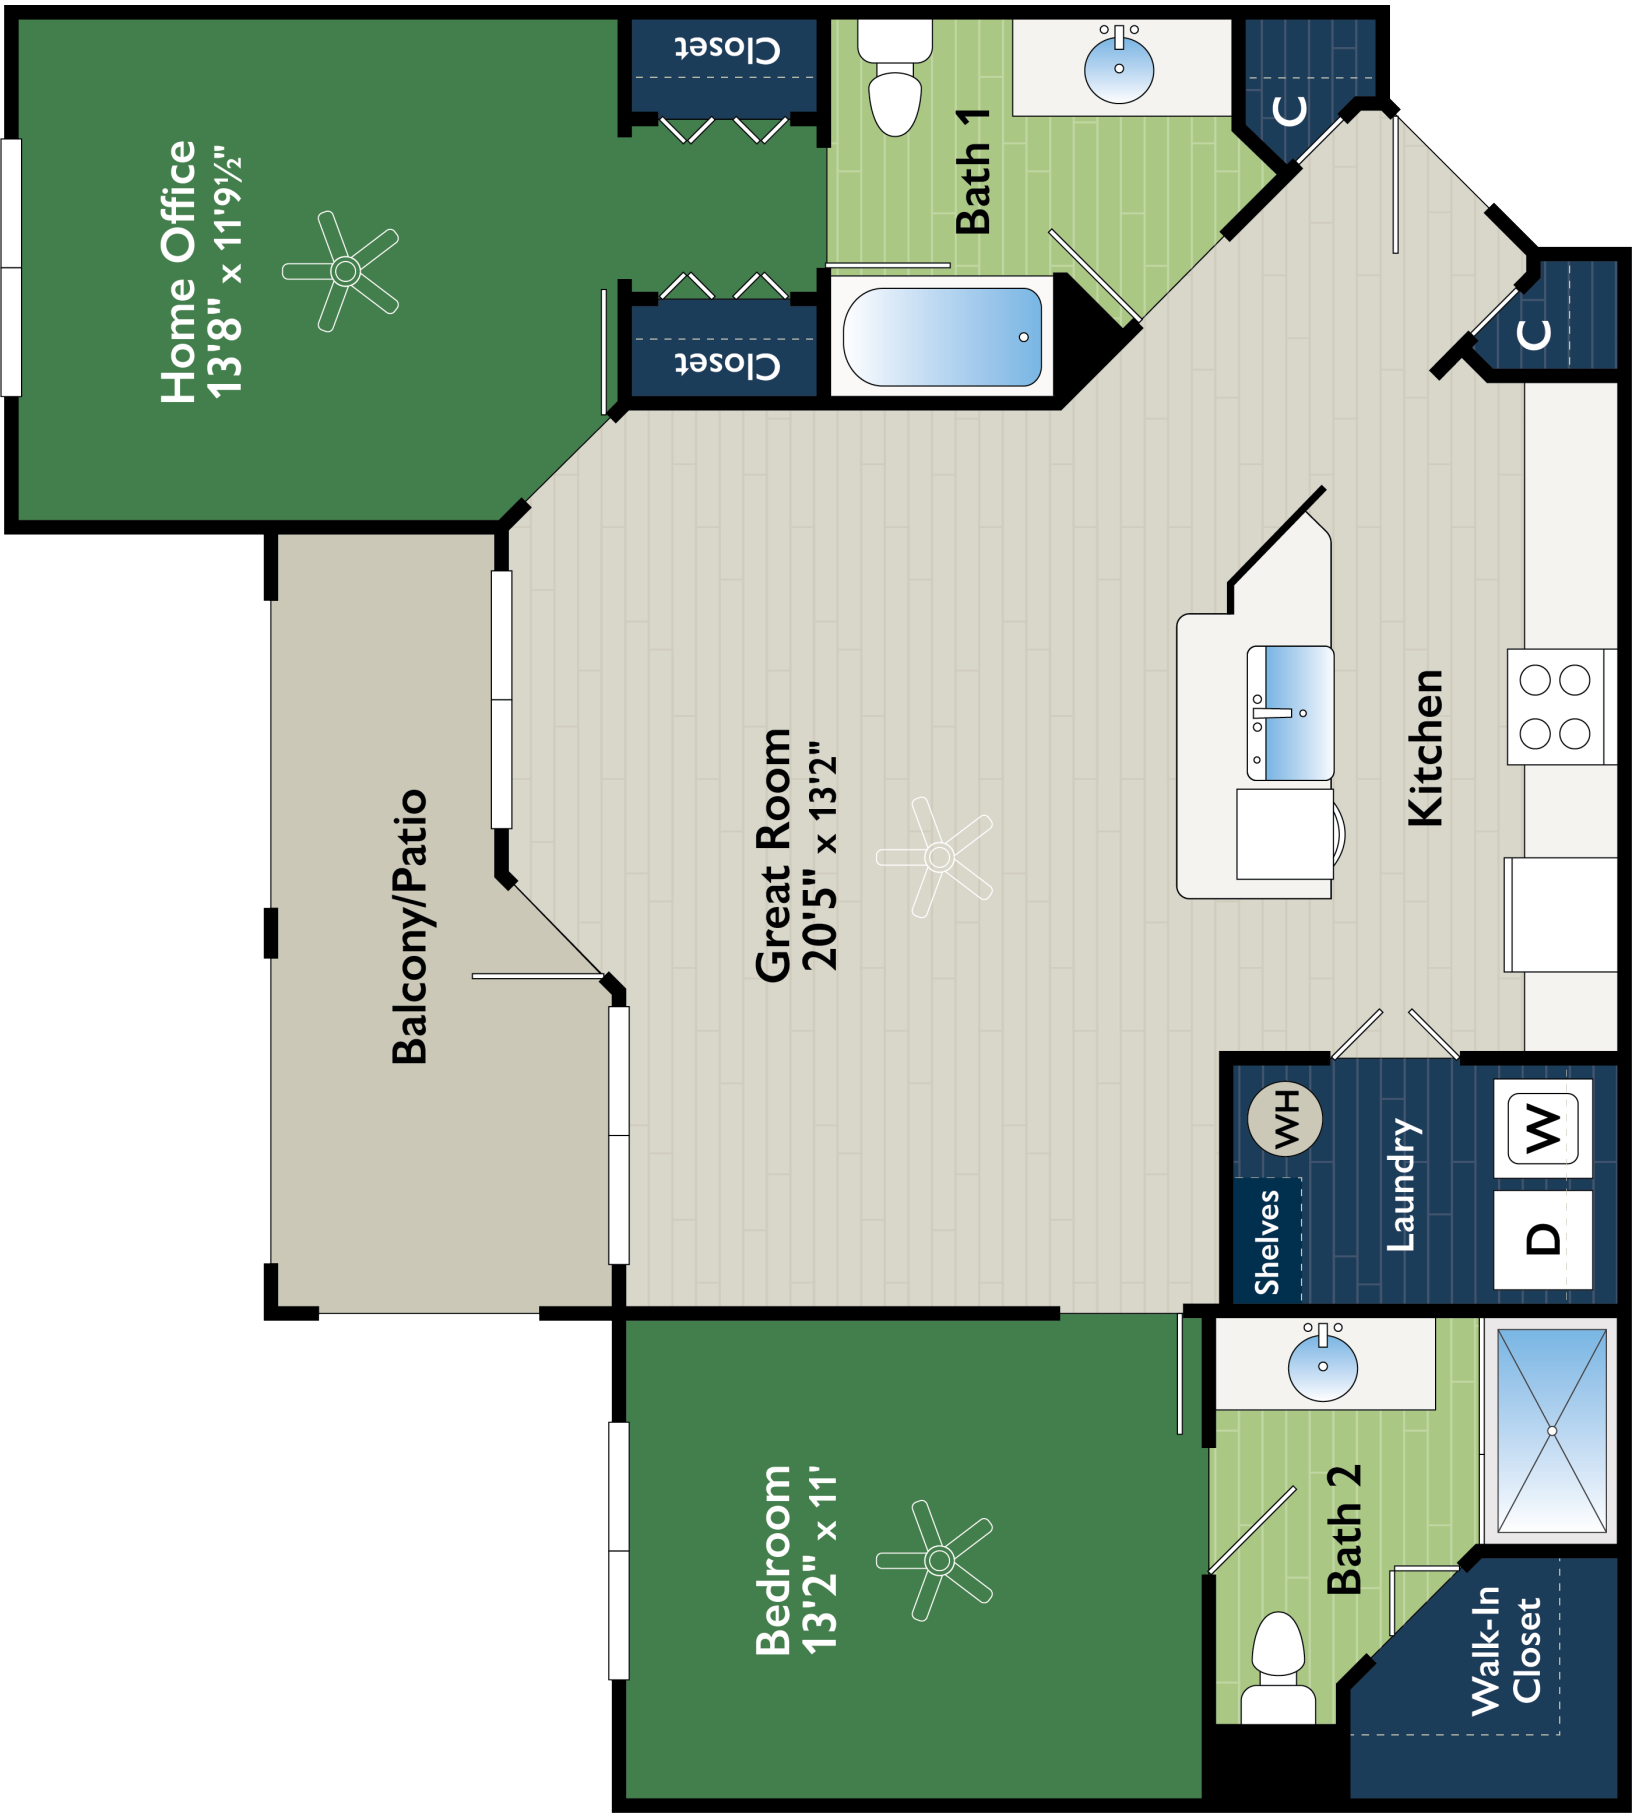 Home Office
13'8" x 11'9½"
Closet
Closet
Bath 1
C
C
Balcony/Patio
Great Room
20'5" x 13'2"
Kitchen
WH
Shelves
Laundry
W
D
Bedroom
13'2" x 11'
Bath 2
Walk-In
Closet